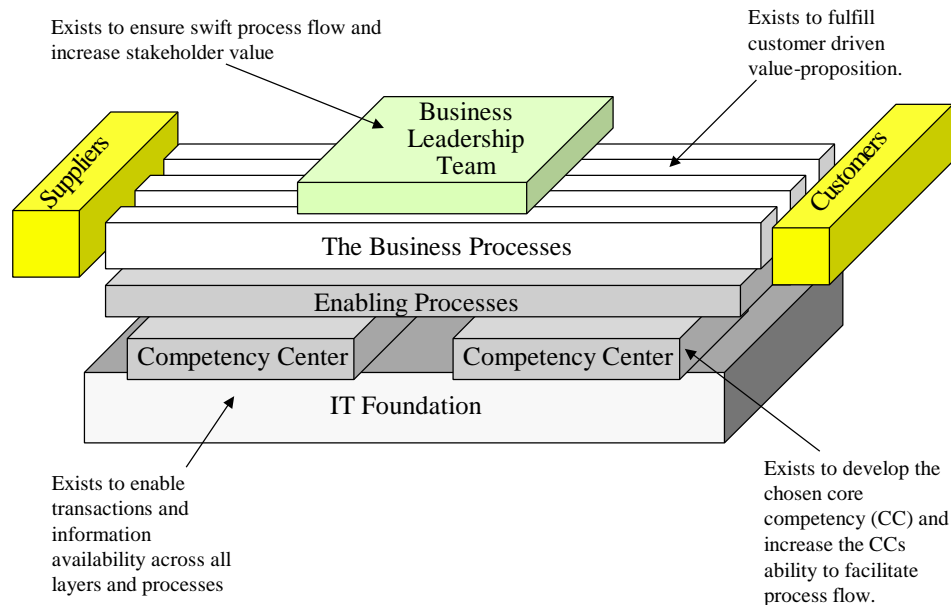 Exists to ensure swift process flow and
increase stakeholder value
Exists to fulfill
customer driven
value-proposition.
Business
Leadership
Team
Suppliers
Customers
The Business Processes
Enabling Processes
Competency Center
Competency Center
IT Foundation
Exists to enable
transactions and
information
availability across all
layers and processes
Exists to develop the
chosen core
competency (CC) and
increase the CCs
ability to facilitate
process flow.